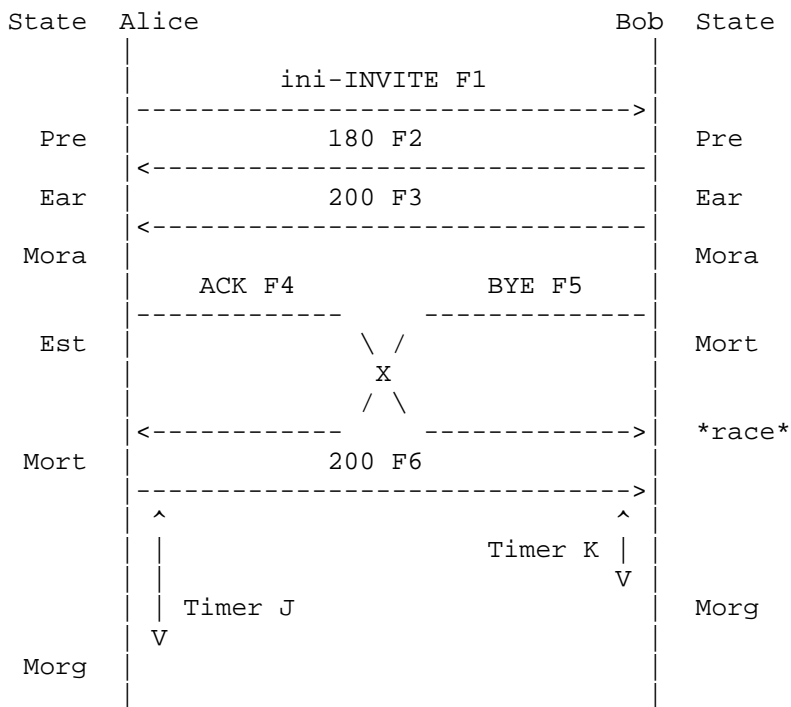 State Alice Bob State
ini-INVITE F1
Pre 180 F2 Pre
Ear 200 F3 Ear
Mora Mora
ACK F4 BYE F5
Est Mort
X
*race*
Mort 200 F6
Timer K
Timer J Morg
Morg